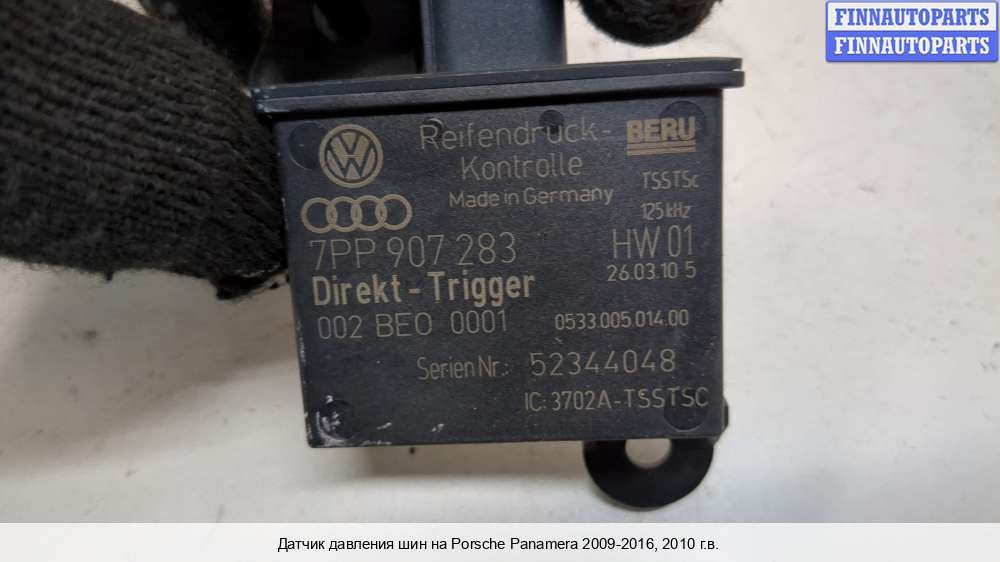 FINNAUTOPARTS
FINNAUTOPARTS
VW
Reifendruck-
Kontrolle
Made in Germany
BERU
TSSTSc
125 kHz
7PP 907 283
HW 01
26.03.10 5
Direkt - Trigger
002 BEO 0001
0533.005.014.00
Serien Nr.: 52344048
IC: 3702A-TSSTSC
Датчик давления шин на Porsche Panamera 2009-2016, 2010 г.в.